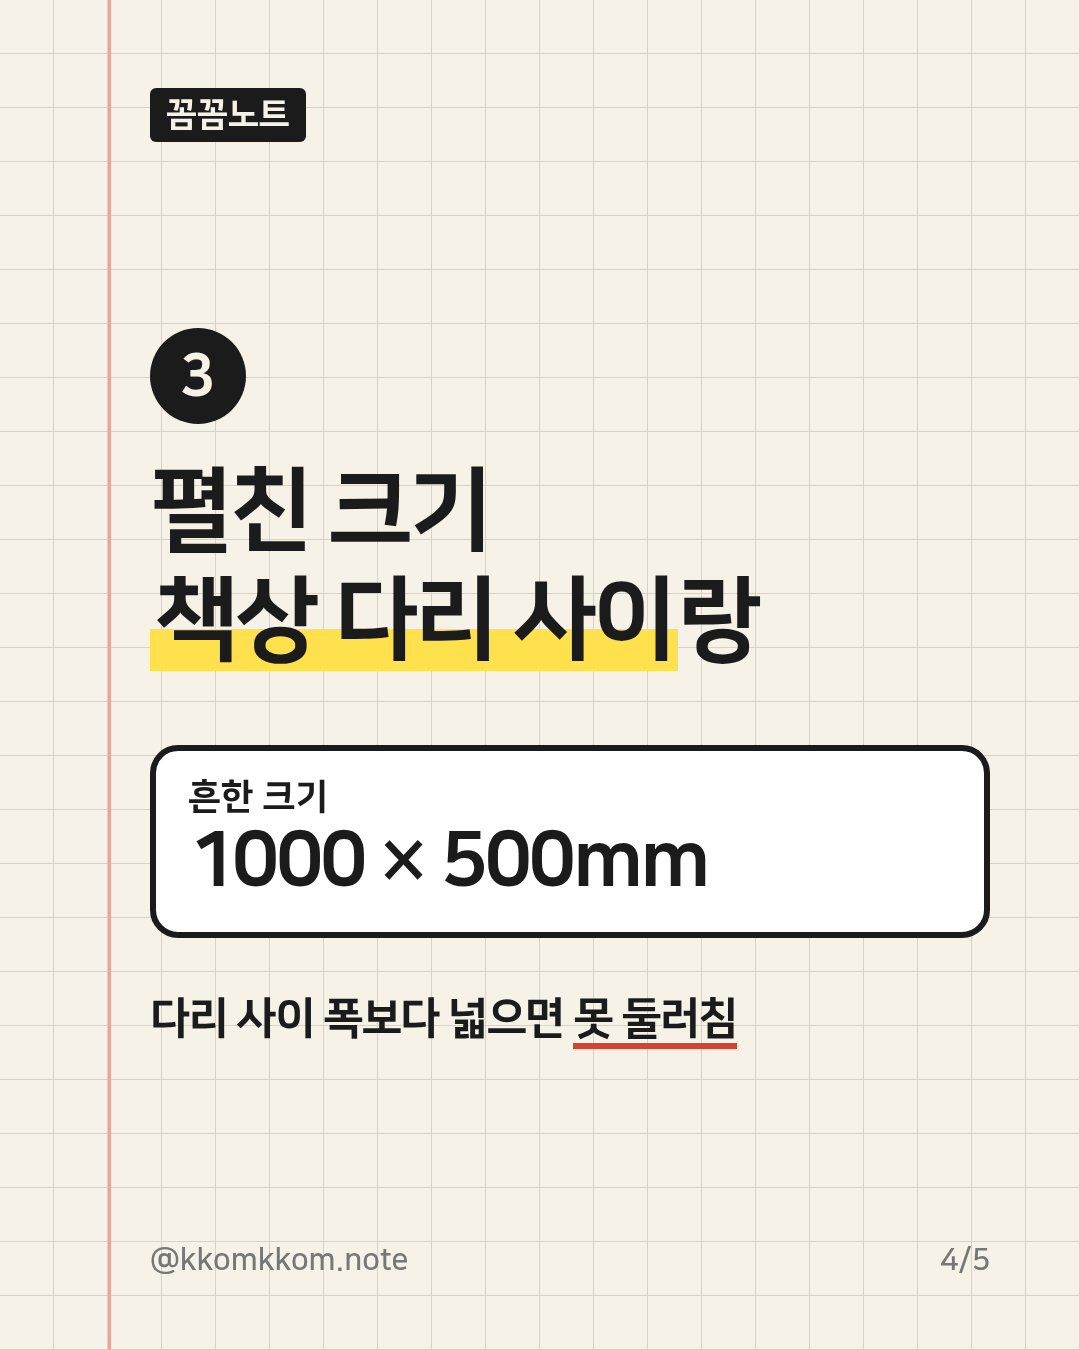 꼼꼼노트
3
펼친 크기
책상 다리 사이랑
흔한 크기
1000 × 500mm
다리 사이 폭보다 넓으면 못 둘러침
@kkomkkom.note
4/5